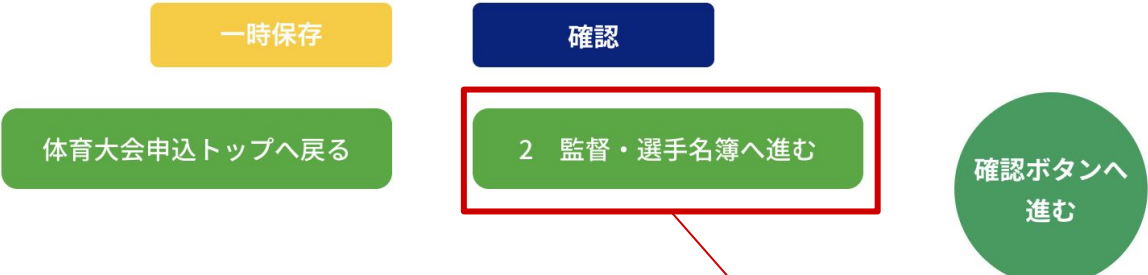 一時保存
確認
体育大会申込トップへ戻る
2　監督・選手名簿へ進む
確認ボタンへ
進む